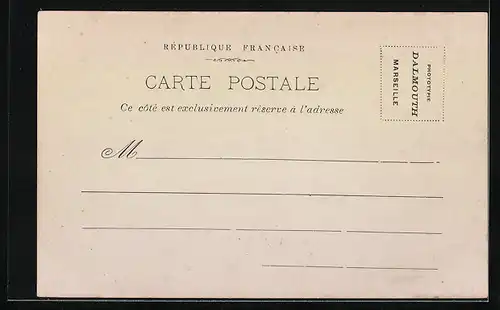 RÉPUBLIQUE FRANÇAISE
CARTE POSTALE
Ce côté est exclusivement réservé à l'adresse
M
PHOTOTYPIE
DALMOUTH
MARSEILLE